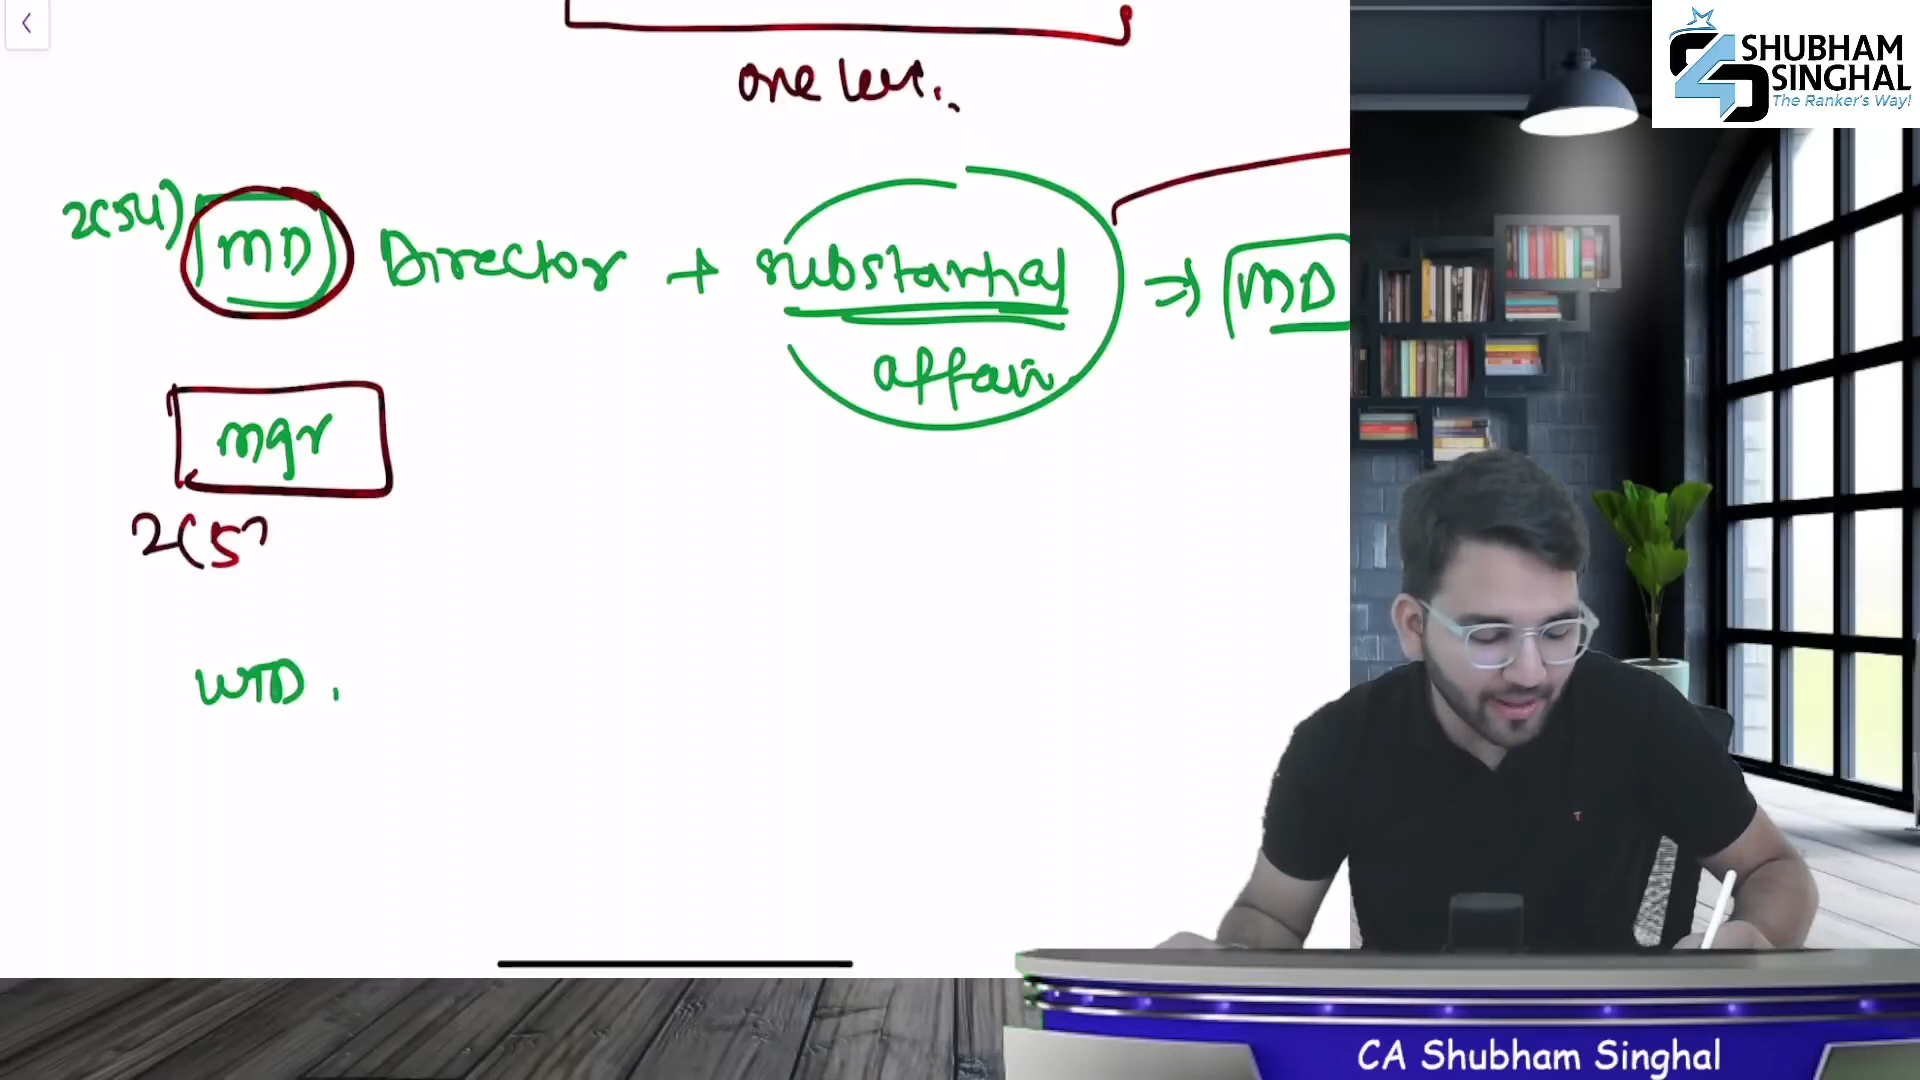 SHUBHAM
SINGHAL
The Ranker's Way!
one
2(54) MD Director + substantial => MD
affair
mgr
2(5
WTD.
CA Shubham Singhal